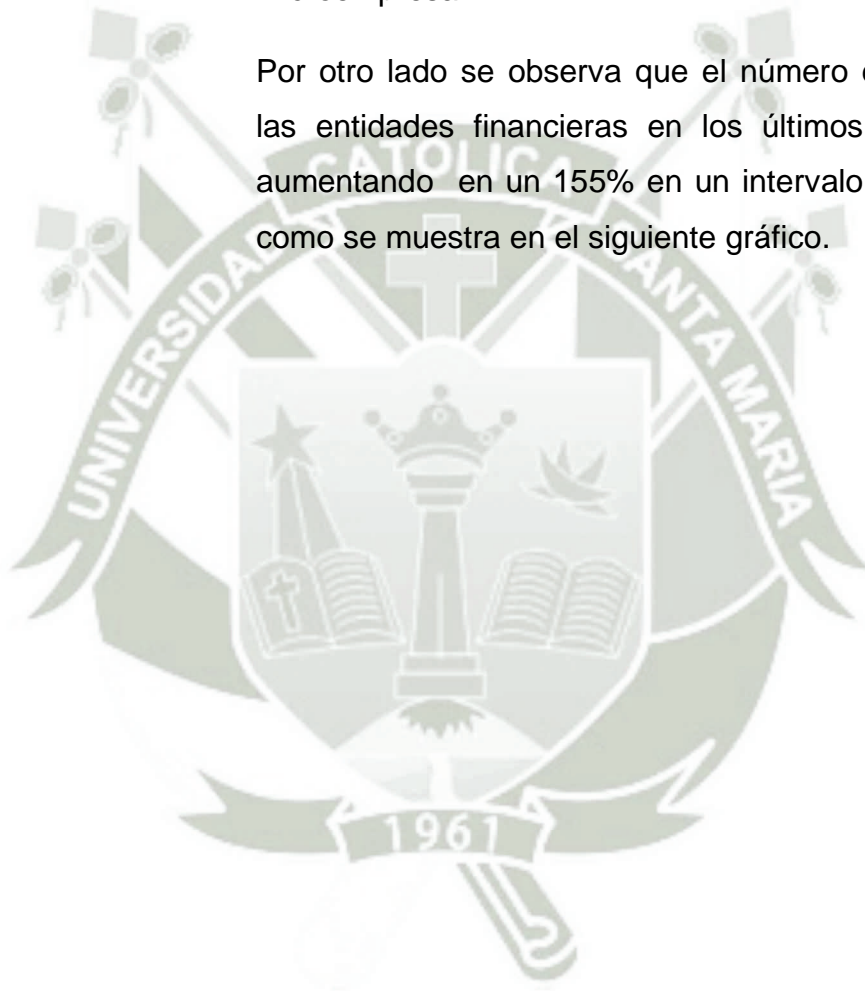 Por otro lado se observa que el número
las entidades financieras en los últimos
aumentando en un 155% en un intervalo
como se muestra en el siguiente gráfico.
UNIVERSIDAD CATOLICA SANTA MARIA
1961